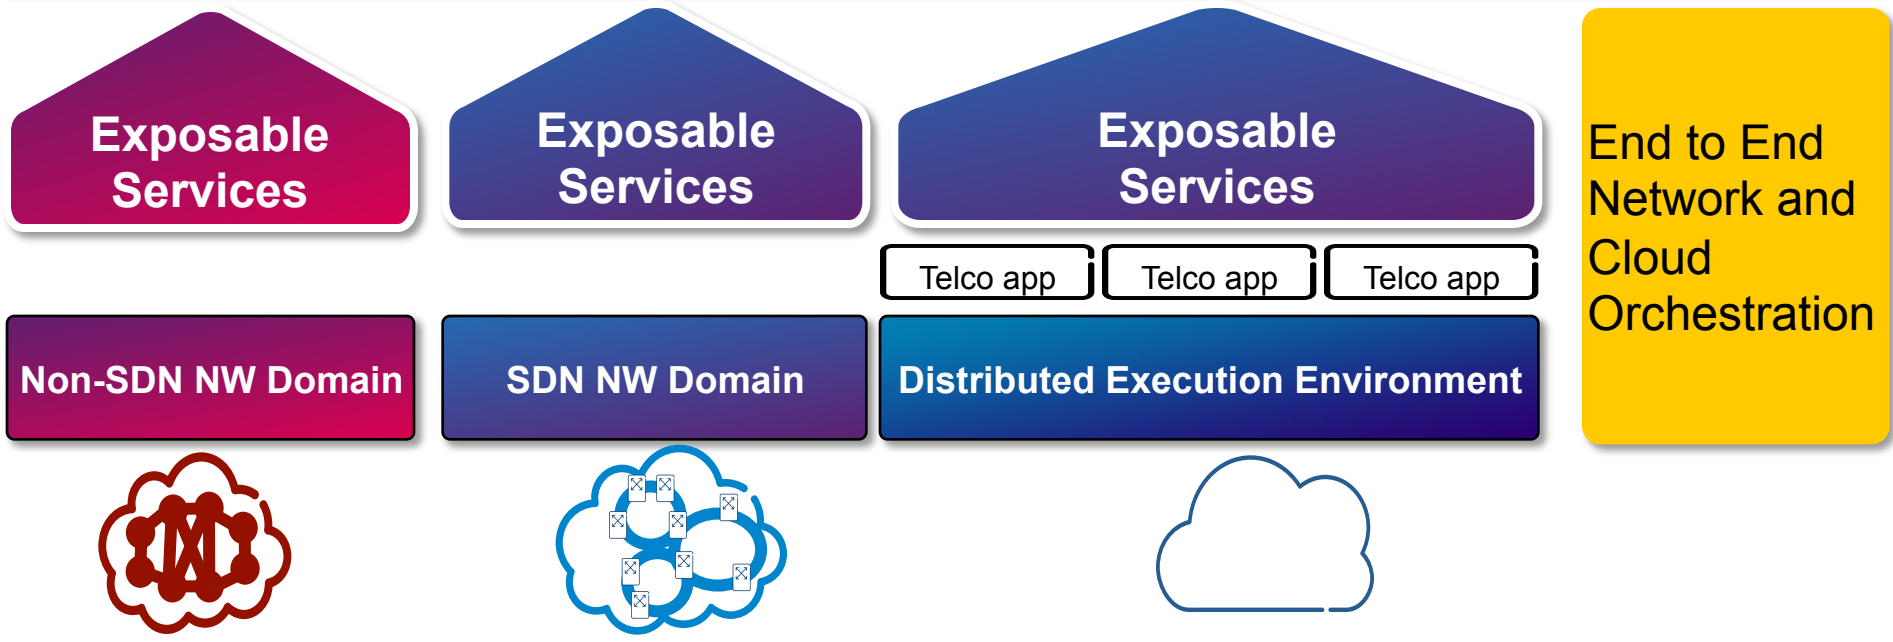 Exposable
Services
Exposable
Services
Exposable
Services
End to End
Network and
Cloud
Orchestration
Telco app
Telco app
Telco app
Non-SDN NW Domain
SDN NW Domain
Distributed Execution Environment